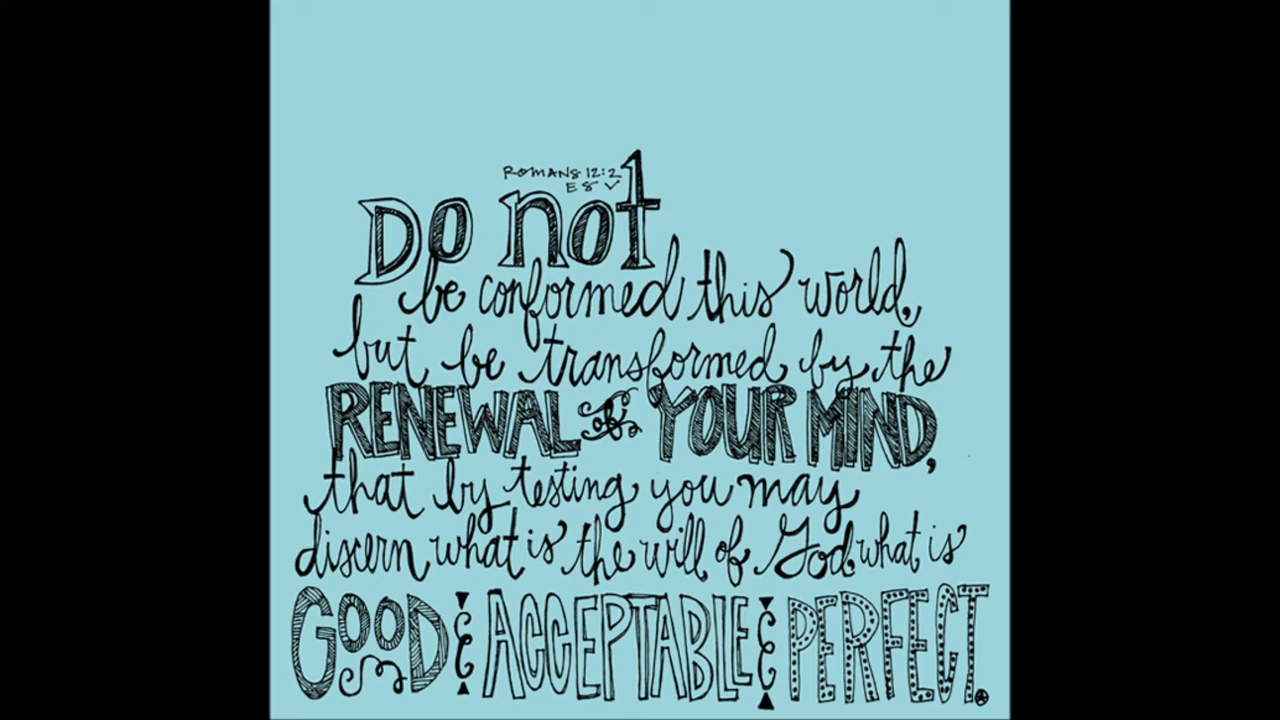 ROMANS 12:2
ESV
Do not
be conformed this world,
but be transformed by the
RENEWAL of YOUR MIND,
that by testing you may
discern what is the will of God, what is
GOOD & ACCEPTABLE & PERFECT.